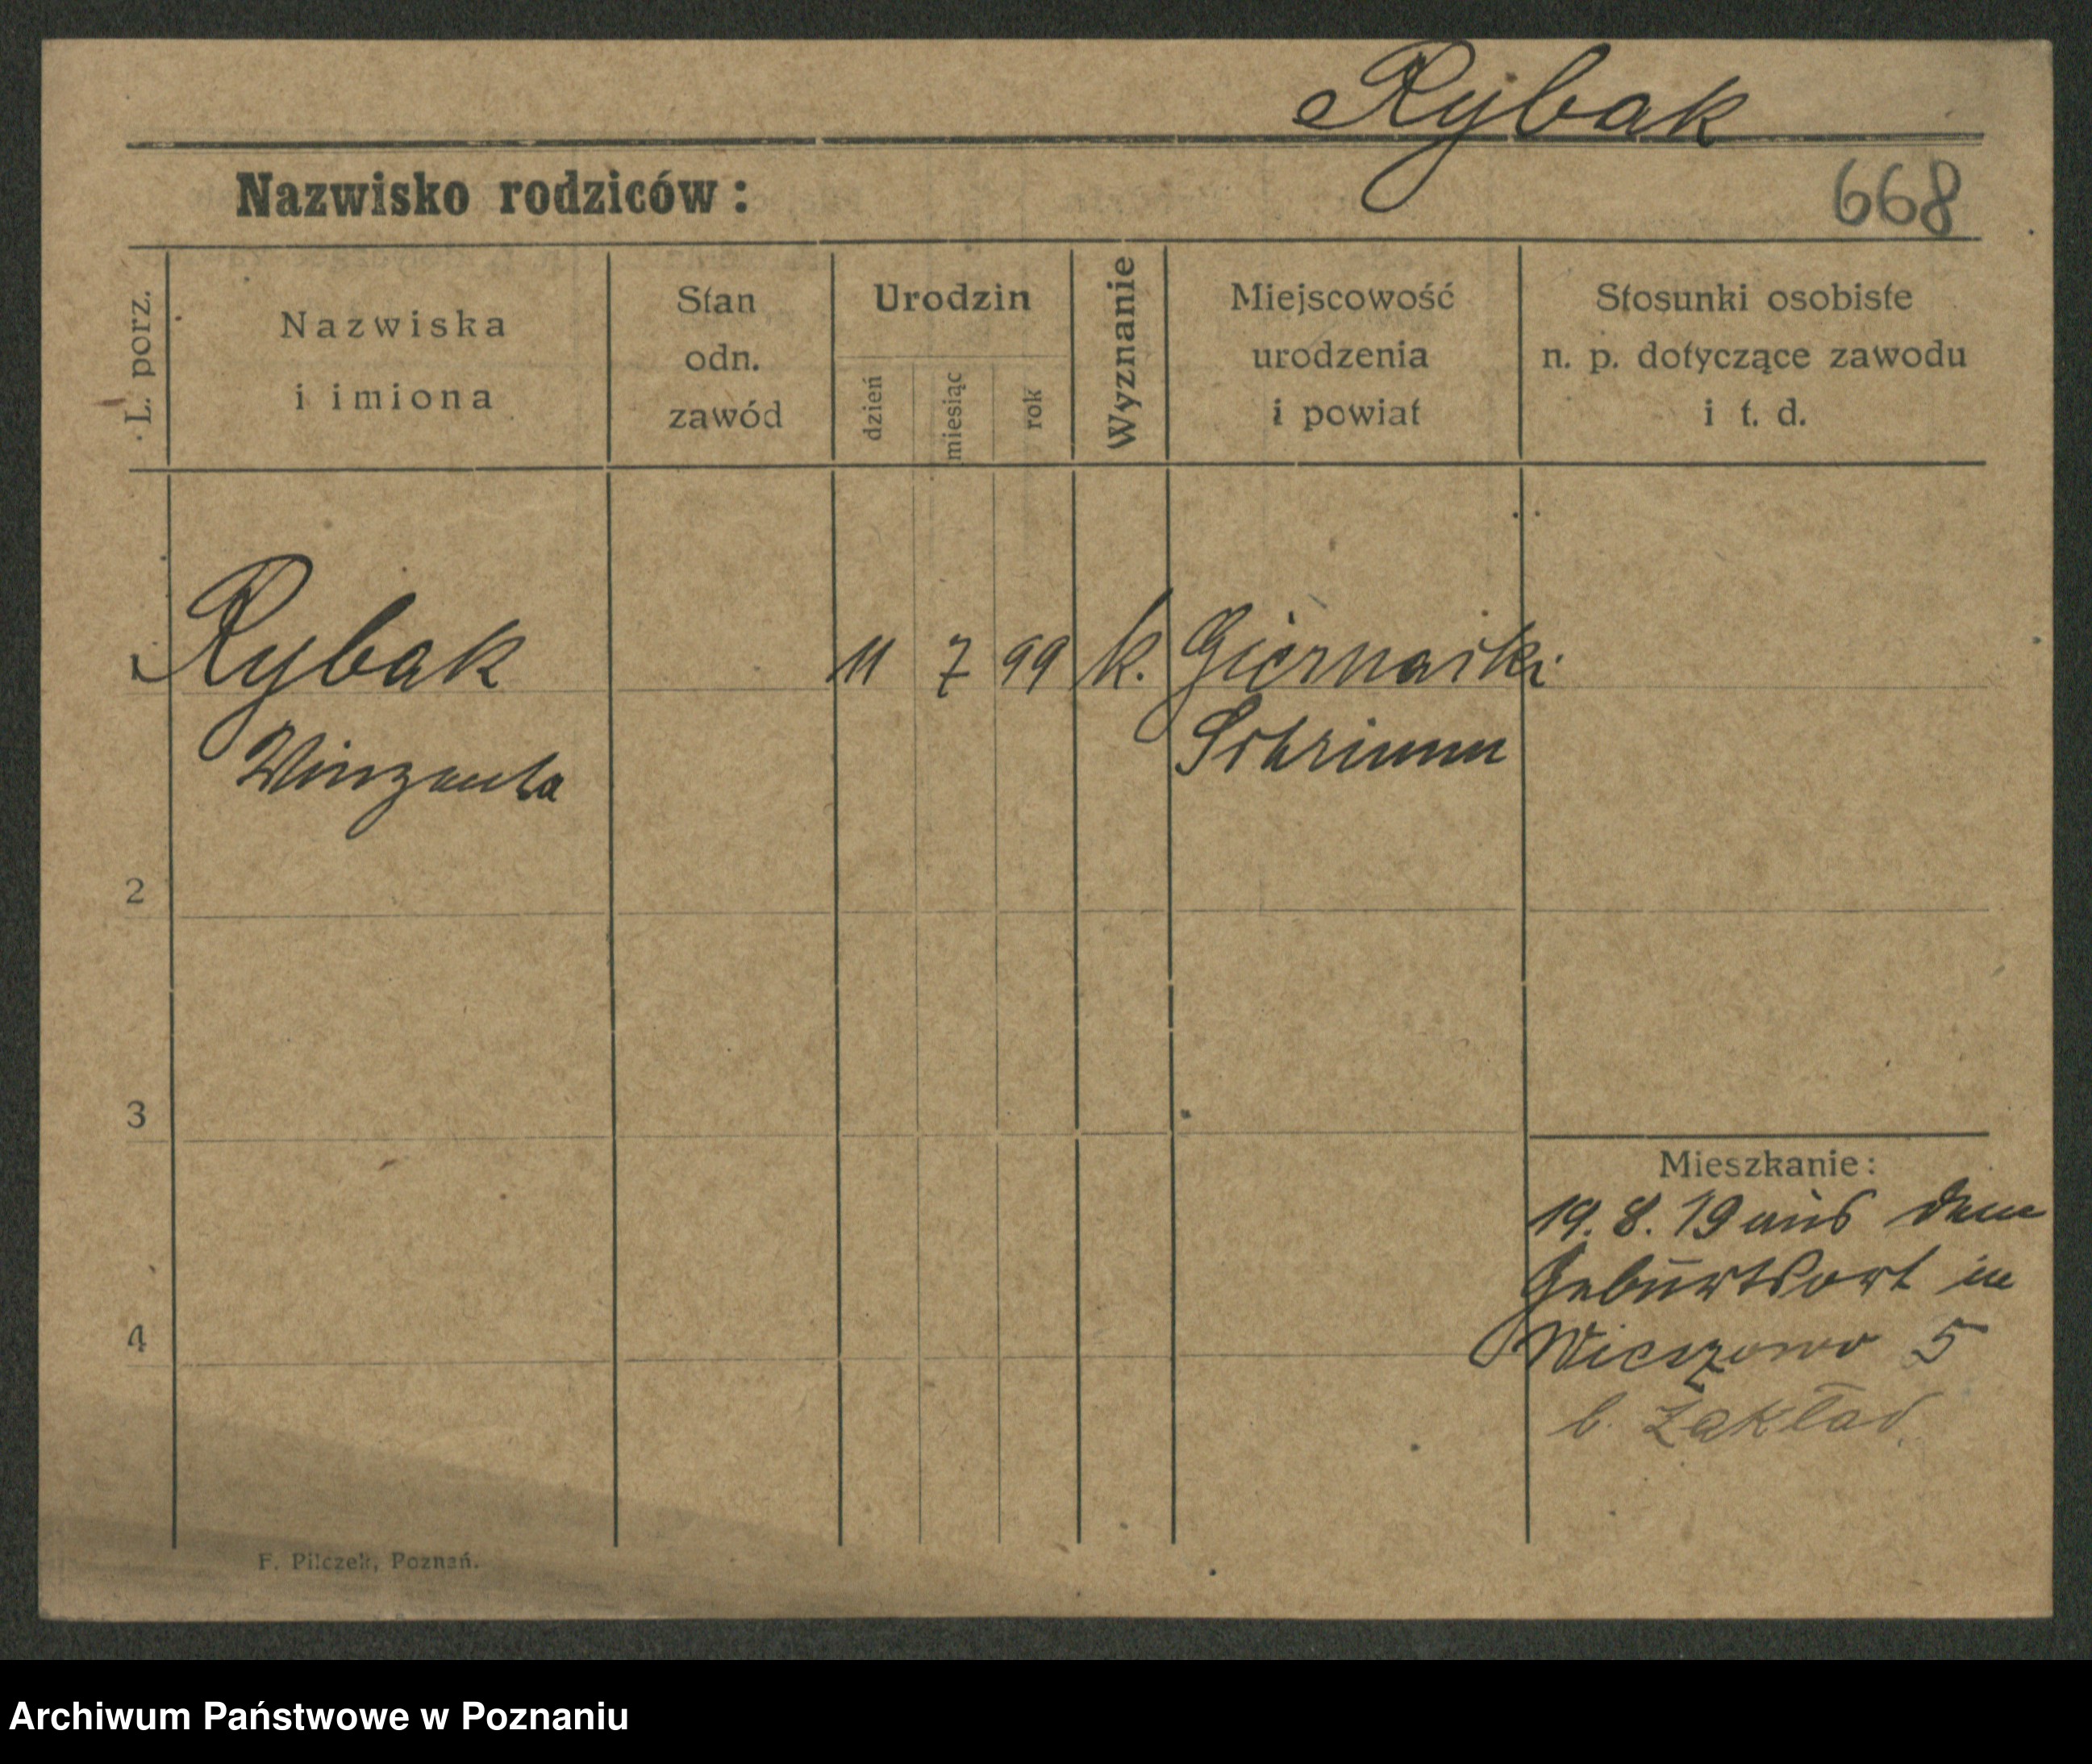 Rybak
Nazwisko rodziców:
668
L. porz.
Nazwiska
i imiona
Stan
odn.
zawód
Urodzin
dzień
miesiąc
rok
Wyznanie
Miejscowość
urodzenia
i powiat
Stosunki osobiste
n. p. dotyczące zawodu
i t. d.
1 Rybak 11 7 99 k.
Schrimm
2
3
4
Mieszkanie:
19. 8. 19 aus dem
Geburtsort in
5
b. Zakład
F. Pilczek, Poznań.
Archiwum Państwowe w Poznaniu